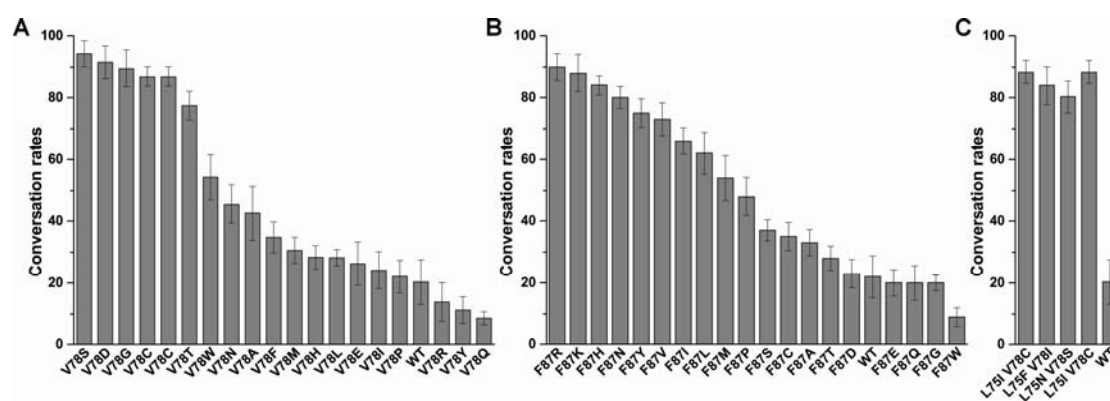 A
Conversation rates
100
80
60
40
20
0
V78S V78D V78G V78C V78C V78T V78W V78N V78A V78F V78M V78H V78L V78E V78I V78P WT V78R V78Y V78Q
B
Conversation rates
100
80
60
40
20
0
F87R F87K F87H F87N F87Y F87V F87I F87L F87M F87P F87S F87C F87A F87T F87D WT F87E F87Q F87G F87W
C
Conversation rates
100
80
60
40
20
0
L75I V78C
L75F V78I
L75N V78S
L75I V78C
WT